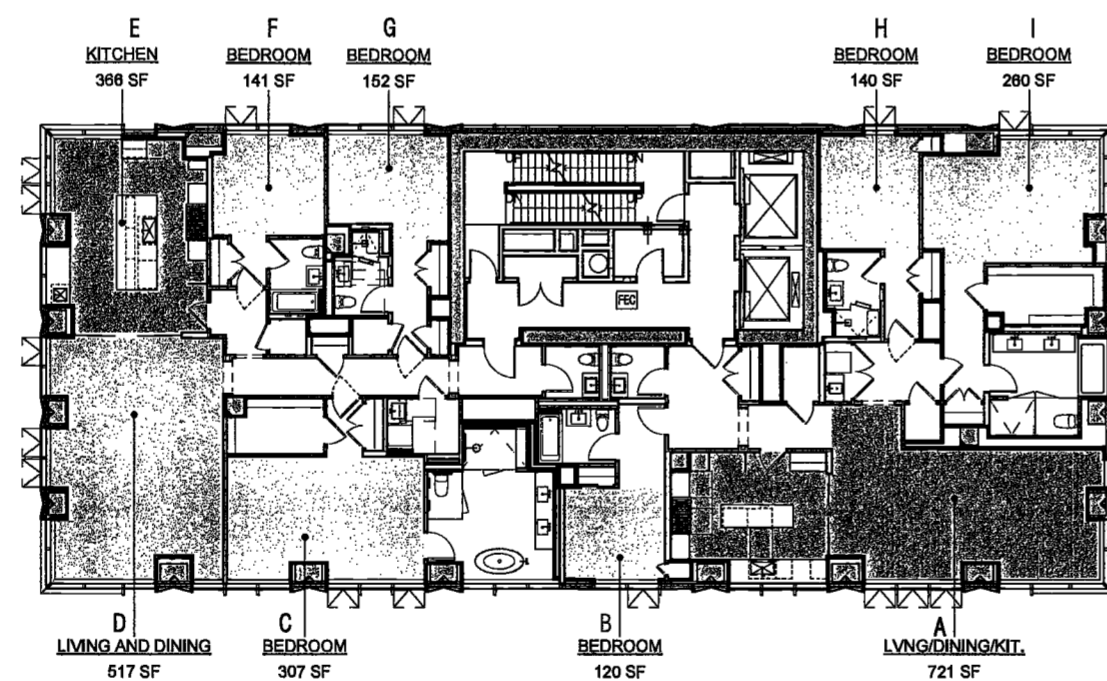 E
KITCHEN
366 SF
F
BEDROOM
141 SF
G
BEDROOM
152 SF
H
BEDROOM
140 SF
I
BEDROOM
260 SF
FEC
D
LIVING AND DINING
517 SF
C
BEDROOM
307 SF
B
BEDROOM
120 SF
A
LVNG/DINING/KIT.
721 SF